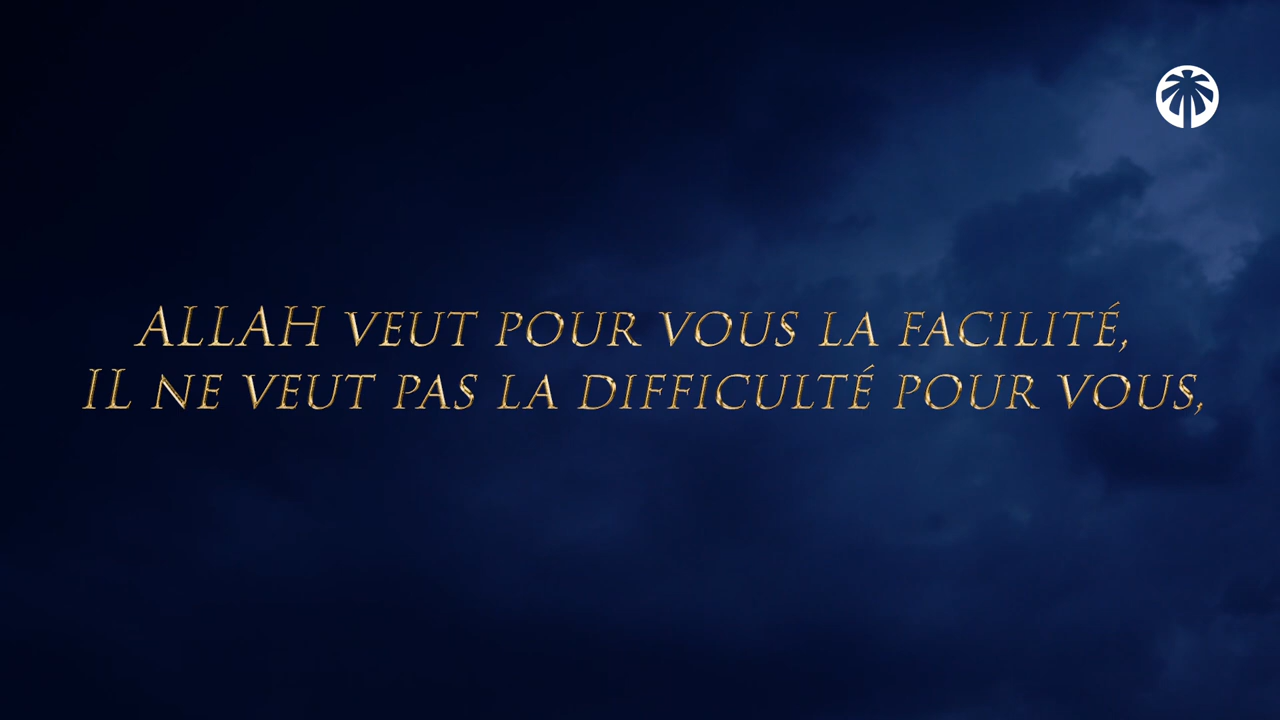 ALLAH VEUT POUR VOUS LA FACILITÉ,
IL NE VEUT PAS LA DIFFICULTÉ POUR VOUS,